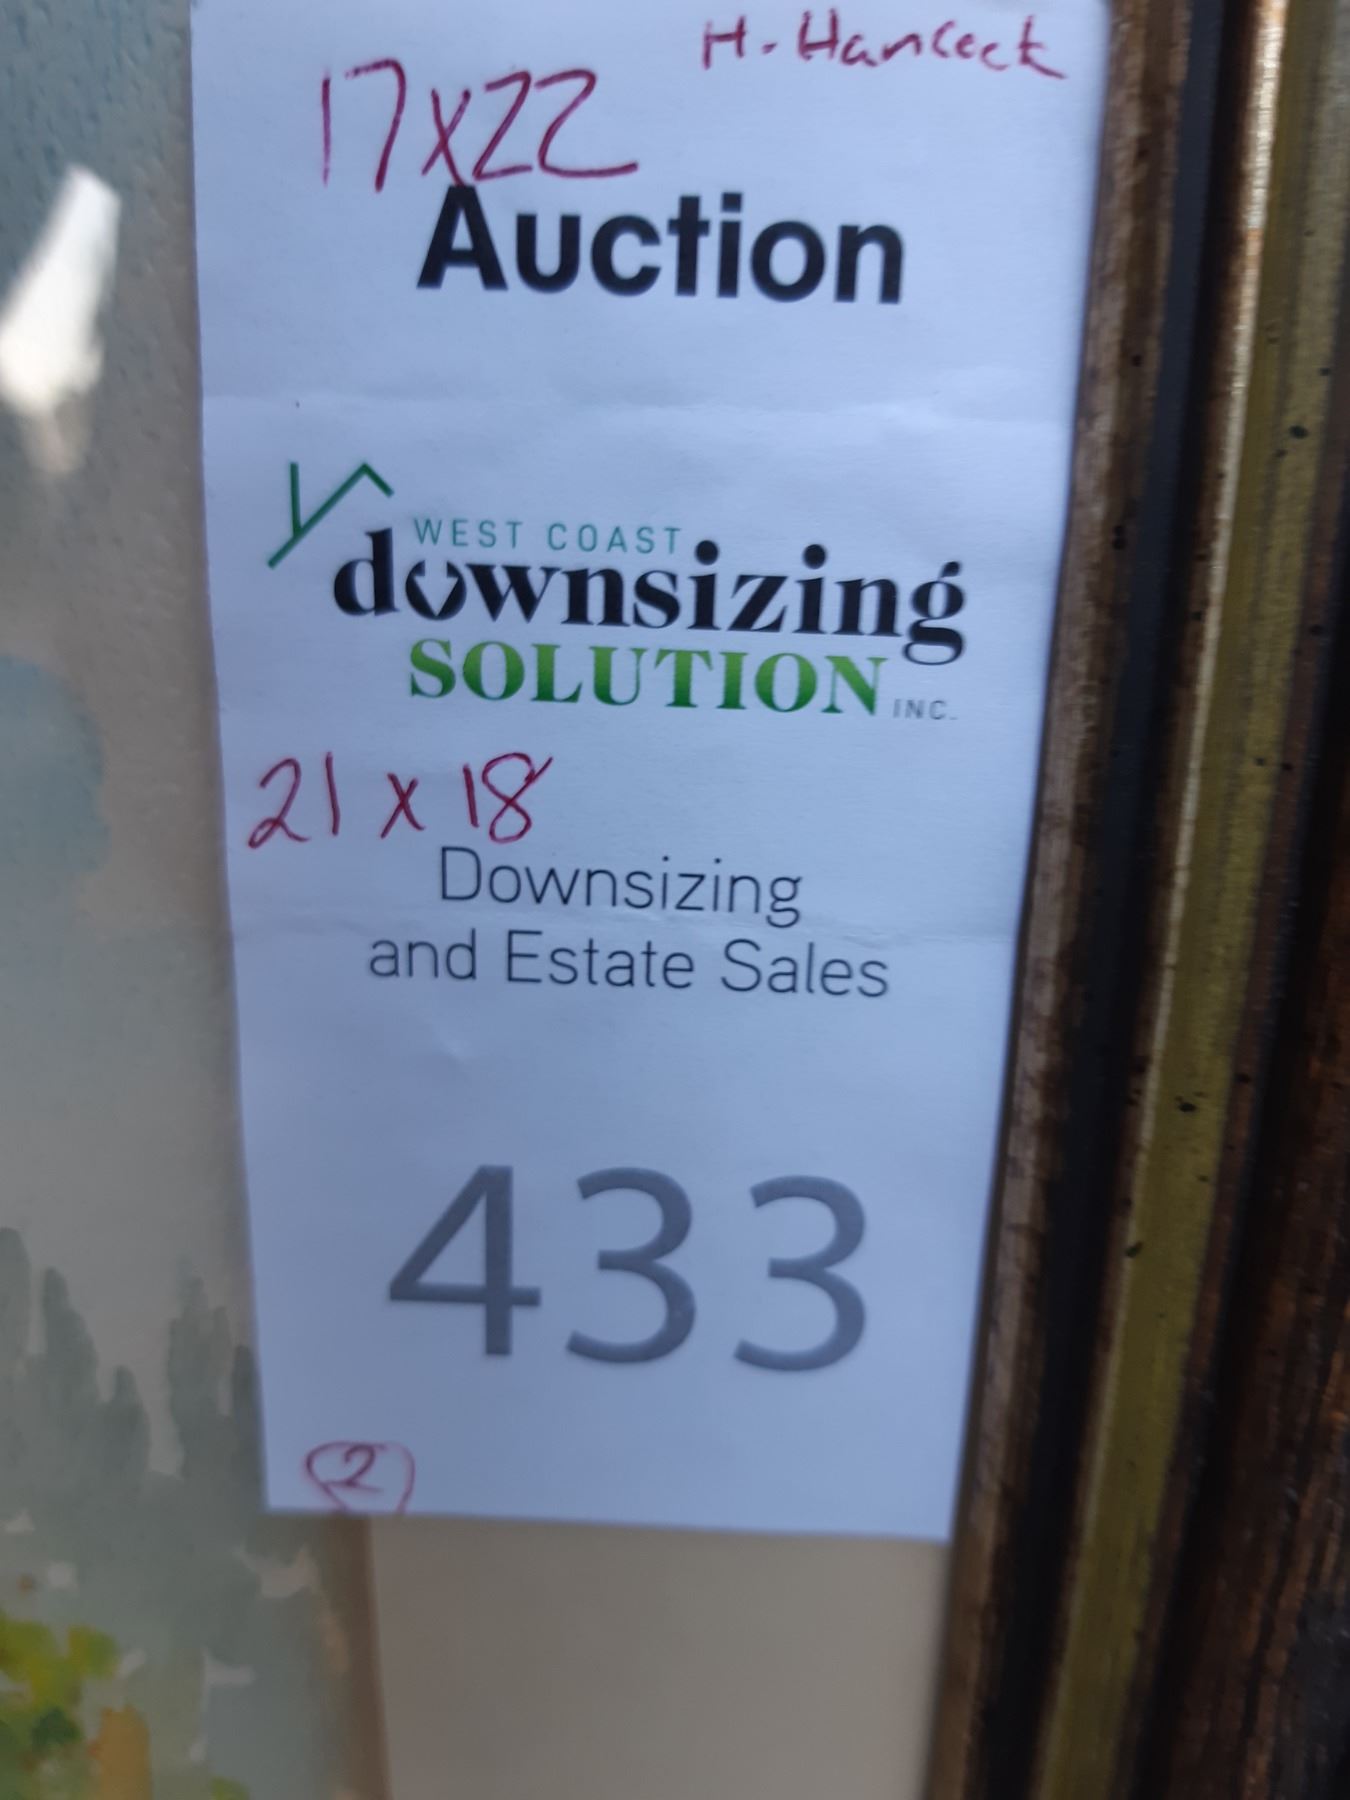 H. Hancock
17x22
Auction
WEST COAST
downsizing
SOLUTION INC.
21 x 18
Downsizing
and Estate Sales
433
2